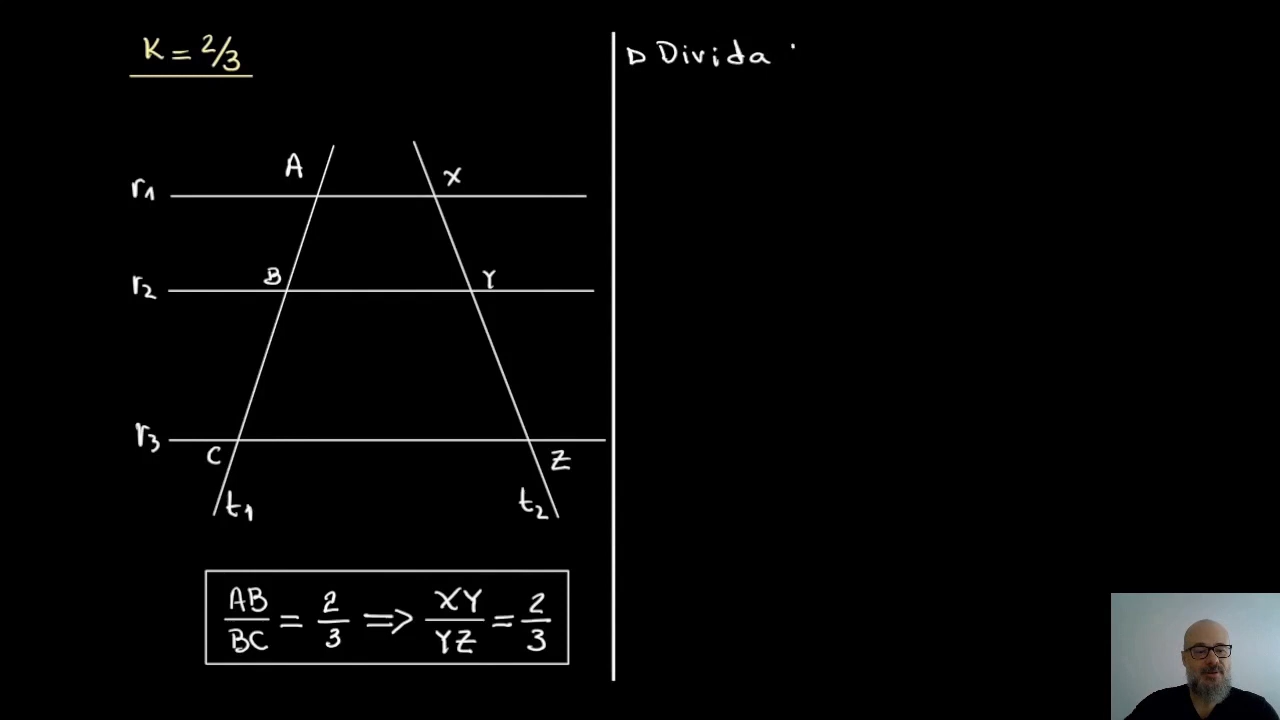 K = 2/3
A
X
r1
B
Y
r2
r3
C
Z
t1
t2
AB/BC = 2/3 => XY/YZ = 2/3
▷ Divida